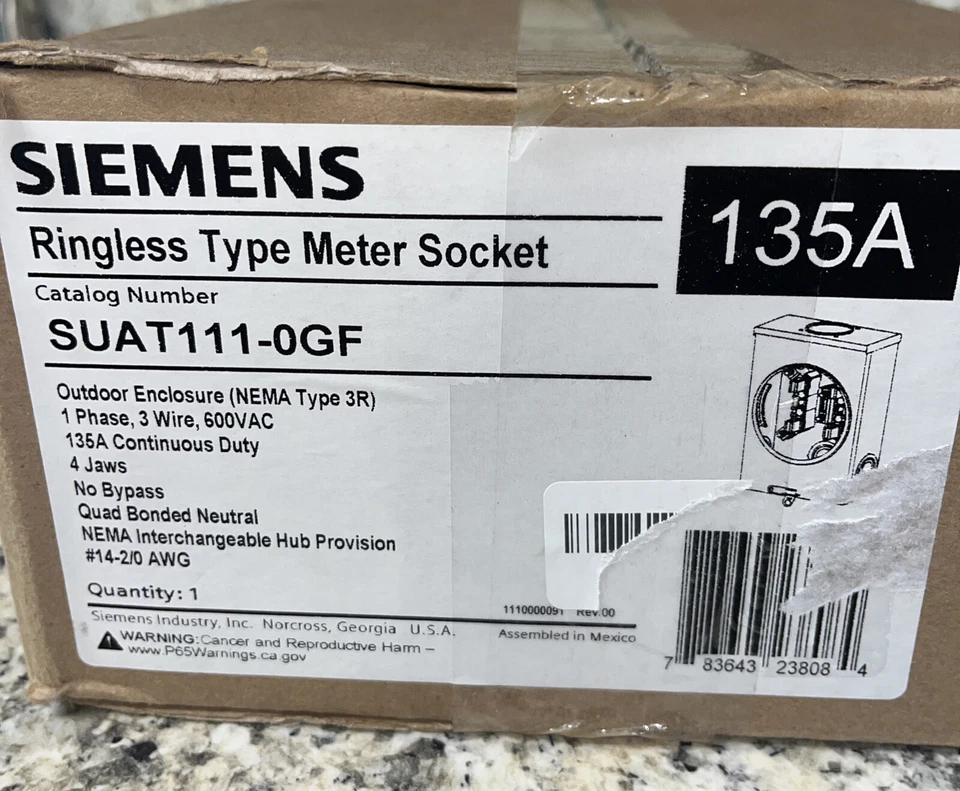 SIEMENS
135A
Ringless Type Meter Socket
Catalog Number
SUAT111-0GF
Outdoor Enclosure (NEMA Type 3R)
1 Phase, 3 Wire, 600VAC
135A Continuous Duty
4 Jaws
No Bypass
Quad Bonded Neutral
NEMA Interchangeable Hub Provision
#14-2/0 AWG
Quantity: 1
1110000091 Rev.00
Siemens Industry, Inc. Norcross, Georgia U.S.A.
Assembled in Mexico
WARNING: Cancer and Reproductive Harm –
www.P65Warnings.ca.gov
7 83643 23808 4